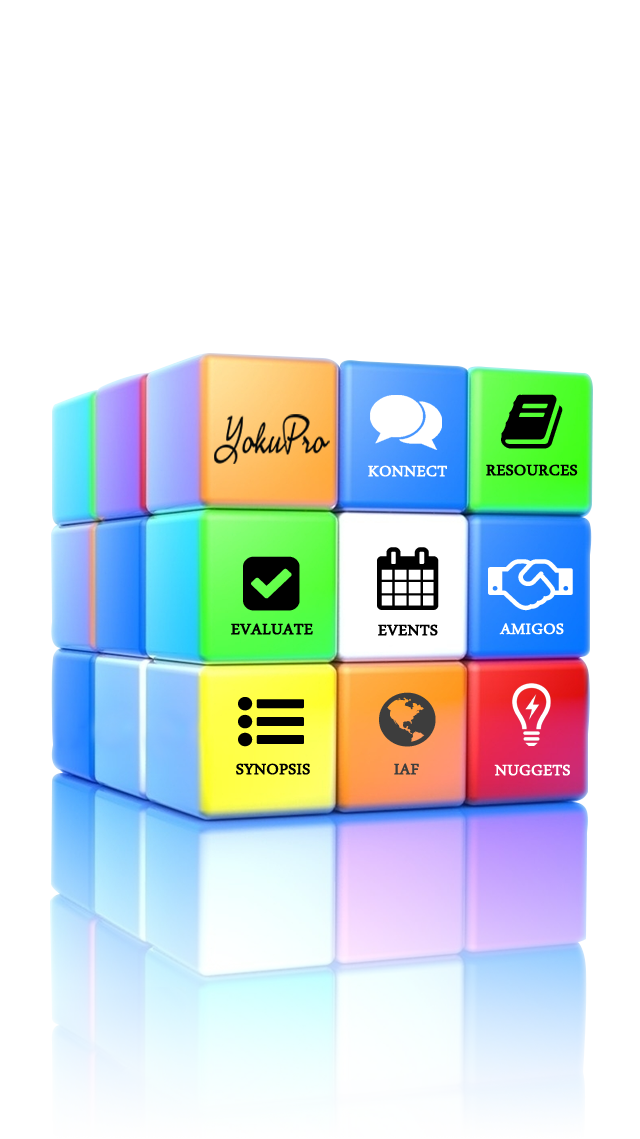 YokuPro
KONNECT
RESOURCES
EVALUATE
EVENTS
AMIGOS
SYNOPSIS
IAF
NUGGETS